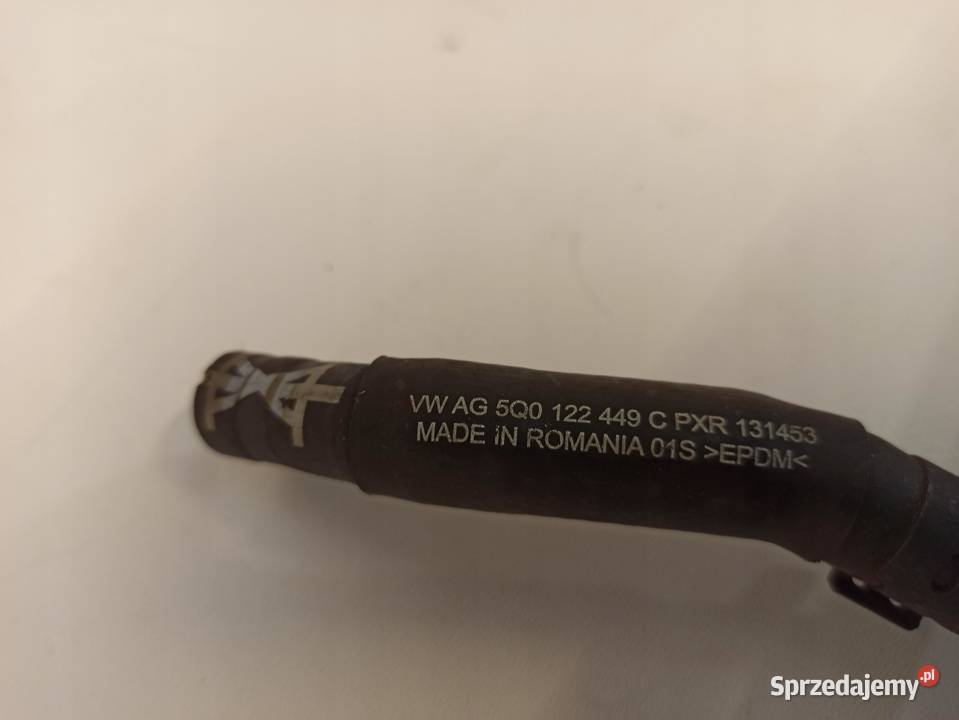 VW AG 5Q0 122 449 C PXR 131453
MADE IN ROMANIA 01S >EPDM<
Sprzedajemy.pl